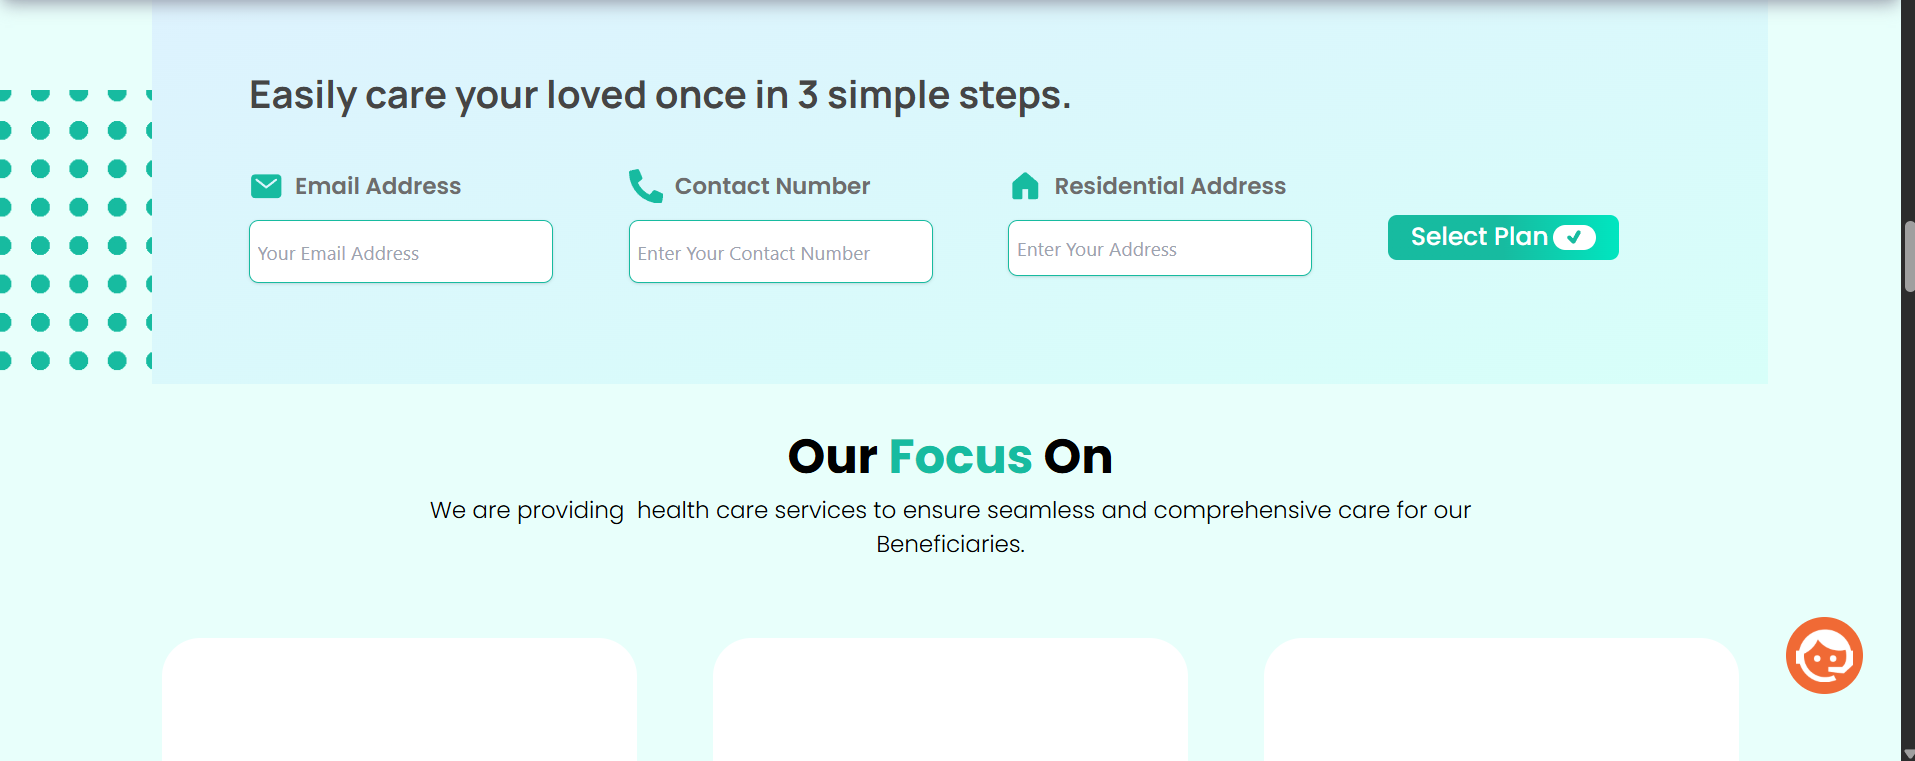 Easily care your loved once in 3 simple steps.
Email Address
Your Email Address
Contact Number
Enter Your Contact Number
Residential Address
Enter Your Address
Select Plan
Our Focus On
We are providing  health care services to ensure seamless and comprehensive care for our
Beneficiaries.